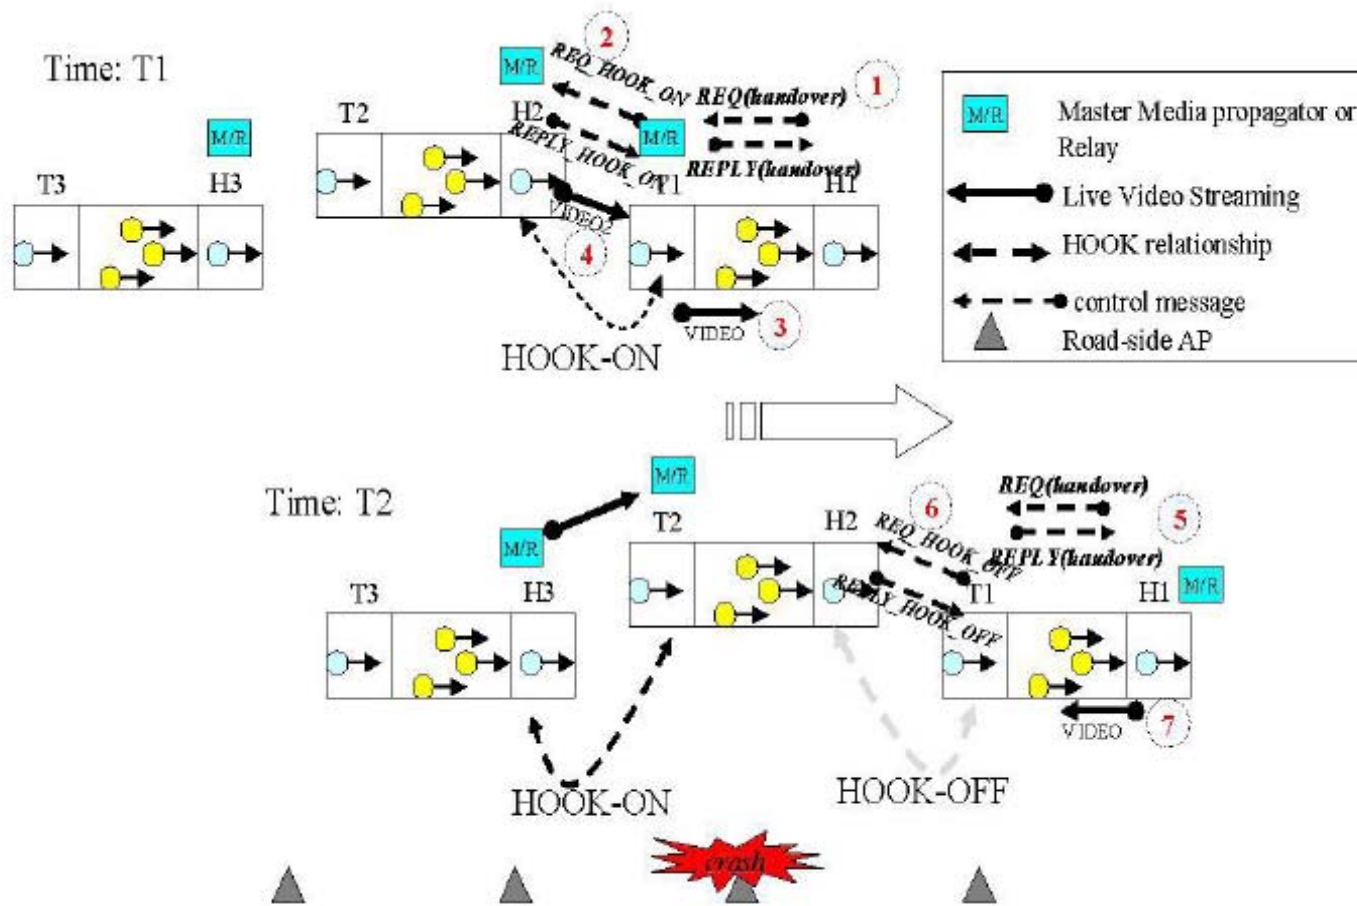 Time: T1
2
REQ_HOOK_ON
1
REQ(handover)
M/R
T2
H2
M/R
M/R
REPLY_HOOK_ON
REPLY(handover)
T3
H3
T1
H1
VIDEO2
4
VIDEO
3
HOOK-ON
M/R
Master Media propagator or
Relay
Live Video Streaming
HOOK relationship
control message
Road-side AP
Time: T2
M/R
T2
H2
6
REQ_HOOK_OFF
REQ(handover)
5
REPLY(handover)
M/R
T3
H3
REPLY_HOOK_OFF
T1
H1
M/R
VIDEO
7
HOOK-ON
HOOK-OFF
crash